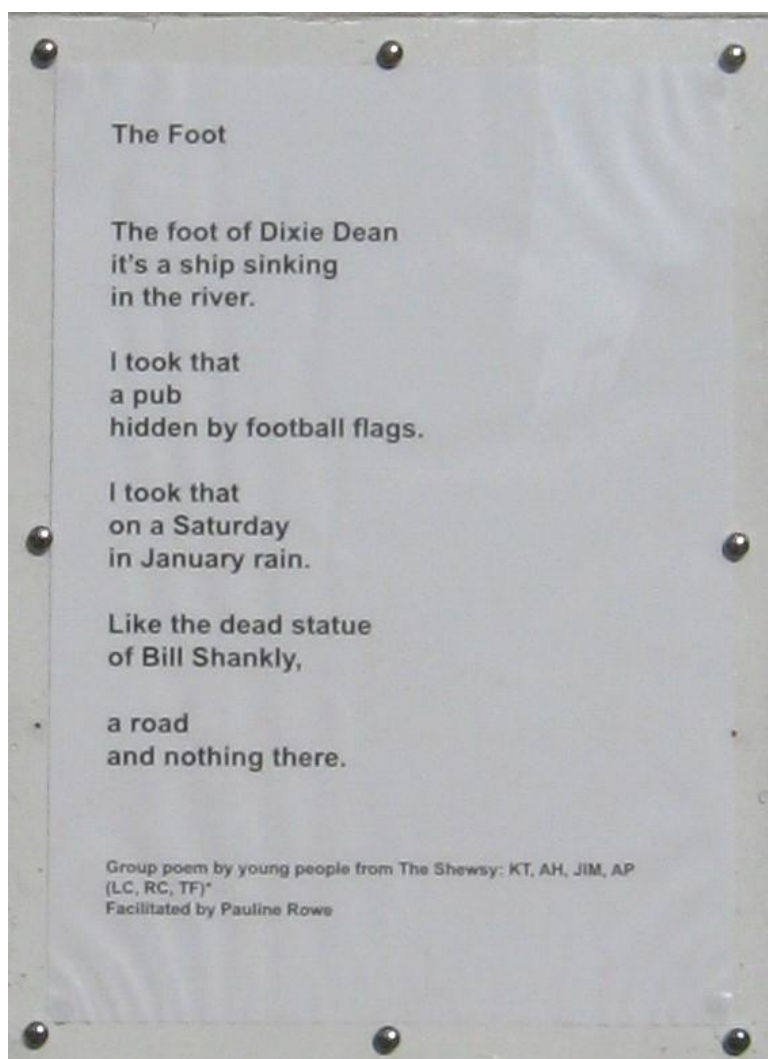 The Foot
The foot of Dixie Dean
it's a ship sinking
in the river.
I took that
a pub
hidden by football flags.
I took that
on a Saturday
in January rain.
Like the dead statue
of Bill Shankly,
a road
and nothing there.
Group poem by young people from The Shewsy: KT, AH, JIM, AP
(LC, RC, TF)*
Facilitated by Pauline Rowe